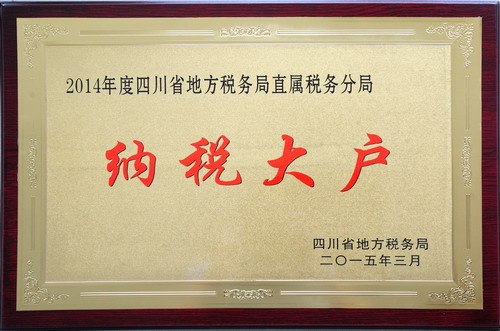 2014年度四川省地方税务局直属税务分局
纳税大户
四川省地方税务局
二〇一五年三月